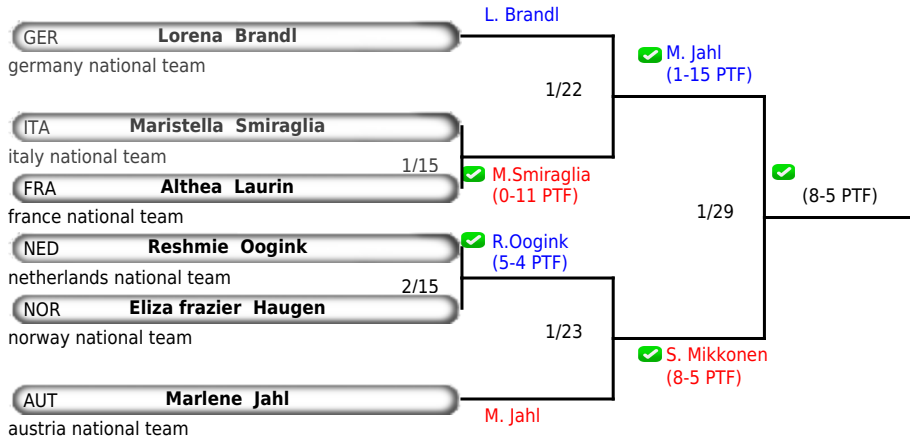 L. Brandl
GER Lorena Brandl
germany national team
M. Jahl
(1-15 PTF)
1/22
ITA Maristella Smiraglia
italy national team
1/15
M.Smiraglia
(0-11 PTF)
FRA Althea Laurin
france national team
(8-5 PTF)
1/29
NED Reshmie Oogink
netherlands national team
R.Oogink
(5-4 PTF)
2/15
NOR Eliza frazier Haugen
norway national team
1/23
S. Mikkonen
(8-5 PTF)
AUT Marlene Jahl
austria national team
M. Jahl